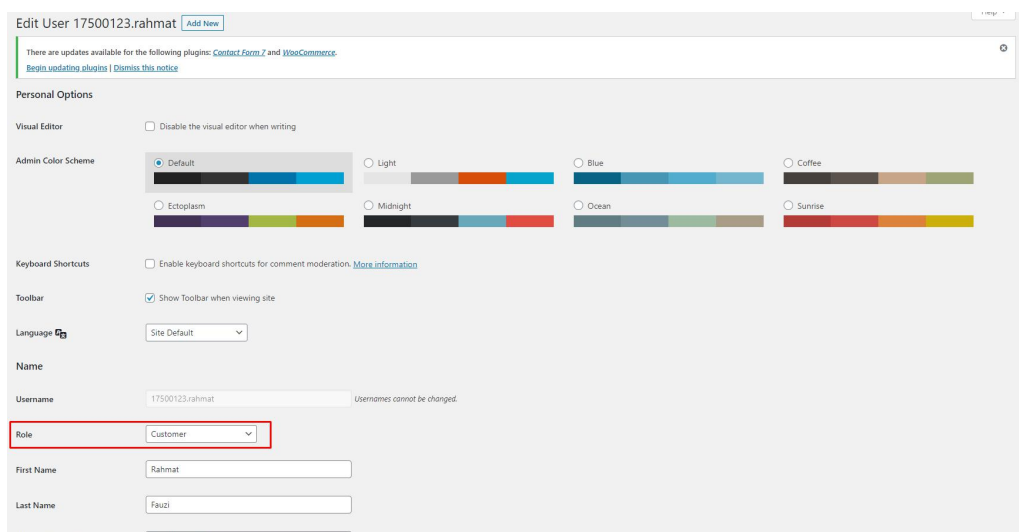 Help
Edit User 17500123.rahmat Add New
There are updates available for the following plugins: Contact Form 7 and WooCommerce.
Begin updating plugins | Dismiss this notice
Personal Options
Visual Editor Disable the visual editor when writing
Admin Color Scheme Default Light Blue Coffee
Ectoplasm Midnight Ocean Sunrise
Keyboard Shortcuts Enable keyboard shortcuts for comment moderation. More information
Toolbar Show Toolbar when viewing site
Language Site Default
Name
Username 17500123.rahmat Usernames cannot be changed.
Role Customer
First Name Rahmat
Last Name Fauzi